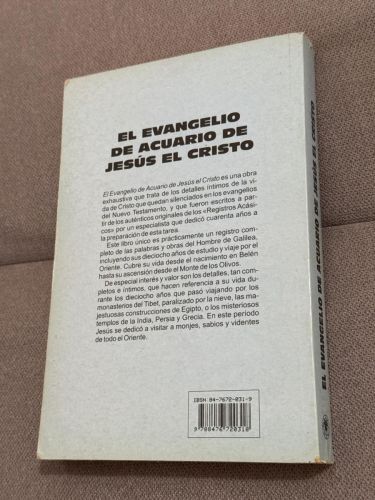 EL EVANGELIO
DE ACUARIO DE
JESÚS EL CRISTO
El Evangelio de Acuario de Jesús el Cristo es una obra
exhaustiva que trata de los detalles íntimos de la vi-
da de Cristo que quedan silenciados en los evangelios
del Nuevo Testamento, y que fueron escritos a par-
tir de los auténticos originales de los «Registros Acási-
cos» por un especialista que dedicó cuarenta años a
la preparación de esta tarea.
Este libro único es prácticamente un registro com-
pleto de las palabras y obras del Hombre de Galilea,
incluyendo sus dieciocho años de estudio y viaje por el
Oriente. Cubre su vida desde el nacimiento en Belén
hasta su ascensión desde el Monte de los Olivos.
De especial interés y valor son los detalles, tan com-
pletos e íntimos, que hacen referencia a su vida du-
rante los dieciocho años que pasó viajando por los
monasterios del Tibet, paralizado por la nieve, las ma-
jestuosas construcciones de Egipto, o los misteriosos
templos de la India, Persia y Grecia. En este período
Jesús se dedicó a visitar a monjes, sabios y videntes
de todo el Oriente.
IBSN 84-7672-031-9
9 788476 720318
EL EVANGELIO DE ACUARIO DE JESÚS EL CRISTO